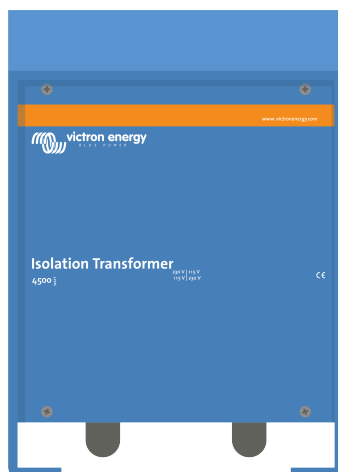 www.victronenergy.com
victron energy
BLUE POWER
Isolation Transformer
230 V | 115 V
115 V | 230 V
4500
CE